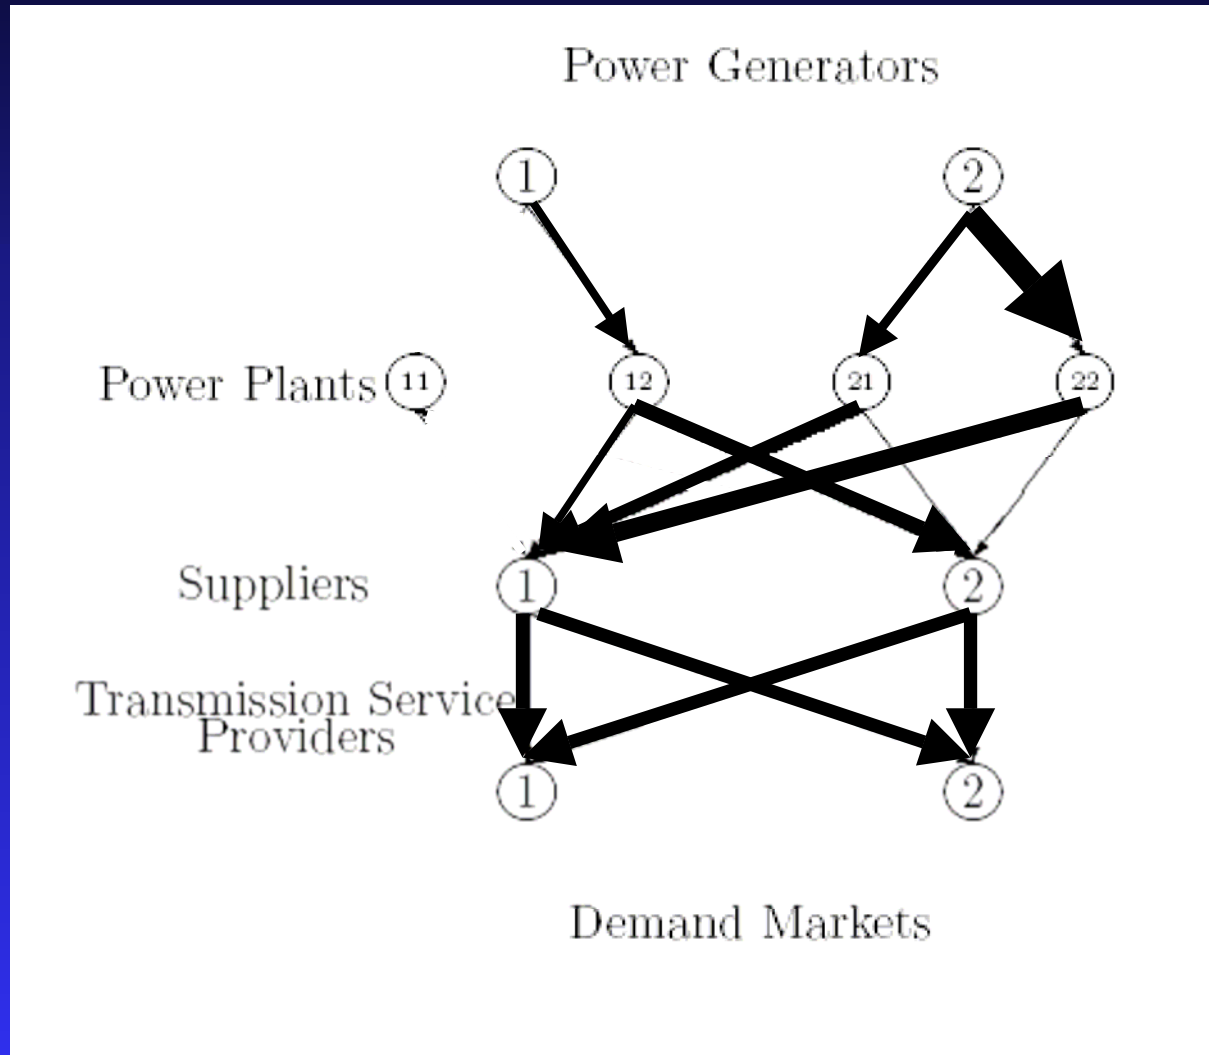 Power Generators
1 2
Power Plants 11 12 21 22
Suppliers
1 2
Transmission Service
Providers
1 2
Demand Markets